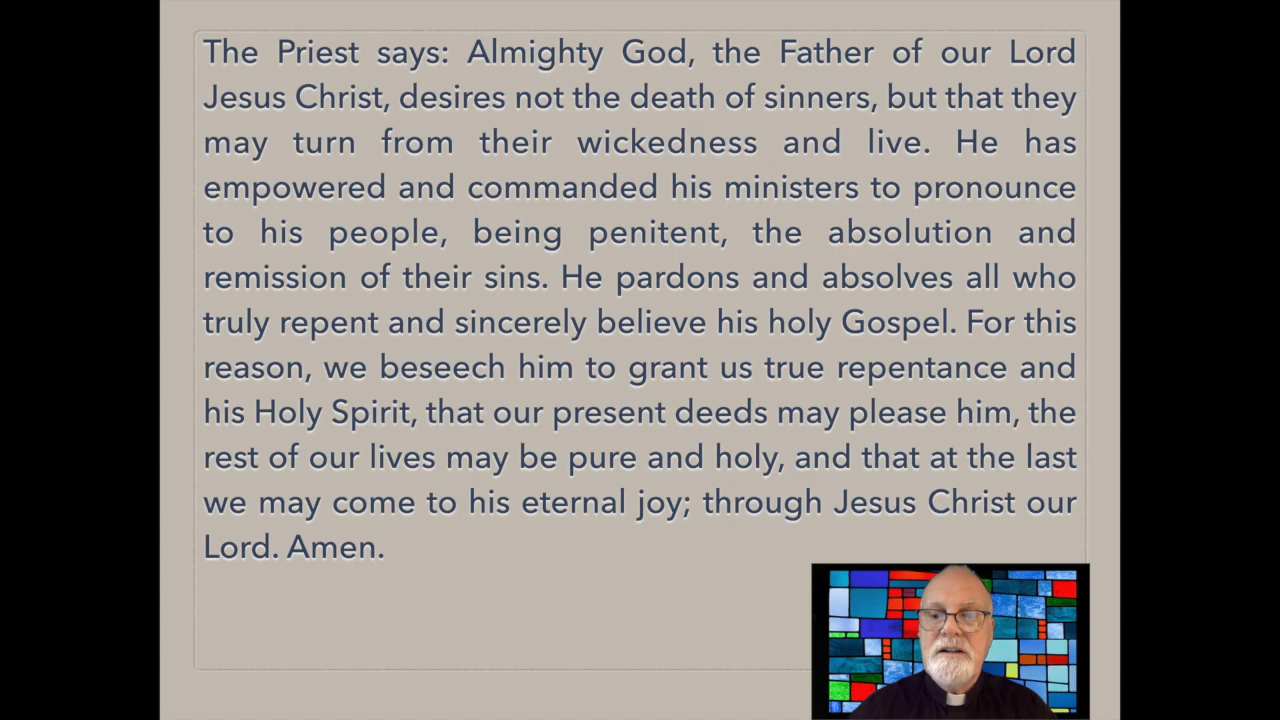 The Priest says: Almighty God, the Father of our Lord
Jesus Christ, desires not the death of sinners, but that they
may turn from their wickedness and live. He has
empowered and commanded his ministers to pronounce
to his people, being penitent, the absolution and
remission of their sins. He pardons and absolves all who
truly repent and sincerely believe his holy Gospel. For this
reason, we beseech him to grant us true repentance and
his Holy Spirit, that our present deeds may please him, the
rest of our lives may be pure and holy, and that at the last
we may come to his eternal joy; through Jesus Christ our
Lord. Amen.